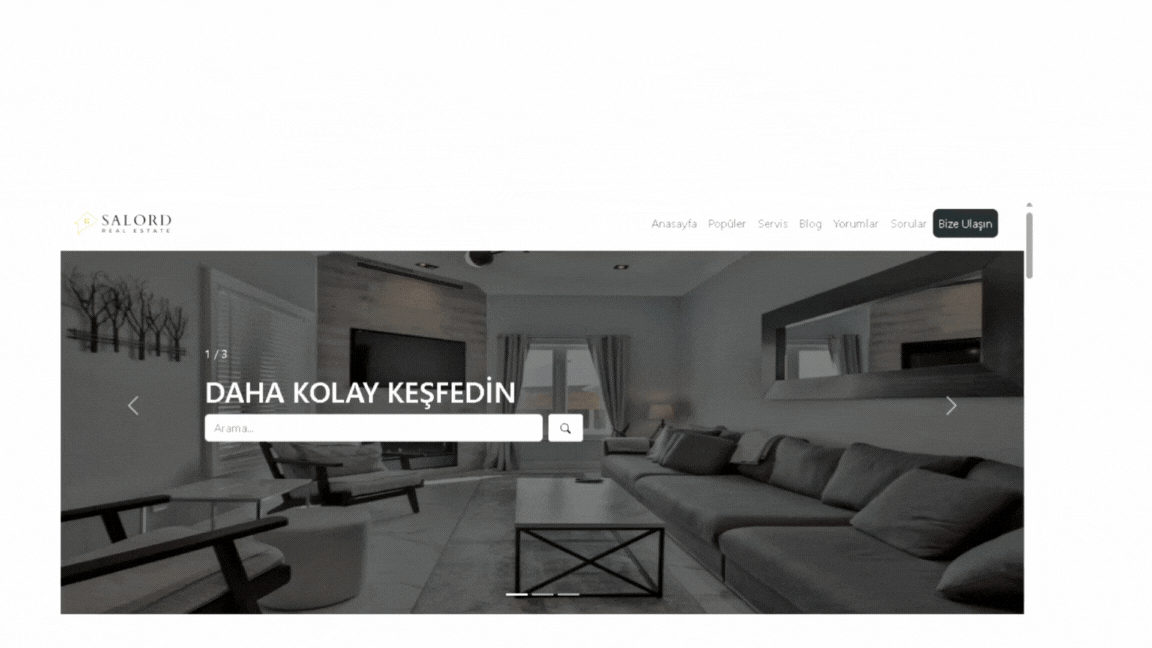 SALORD
REAL ESTATE
Anasayfa Popüler Servis Blog Yorumlar Sorular Bize Ulaşın
1 / 3
DAHA KOLAY KEŞFEDİN
Arama...